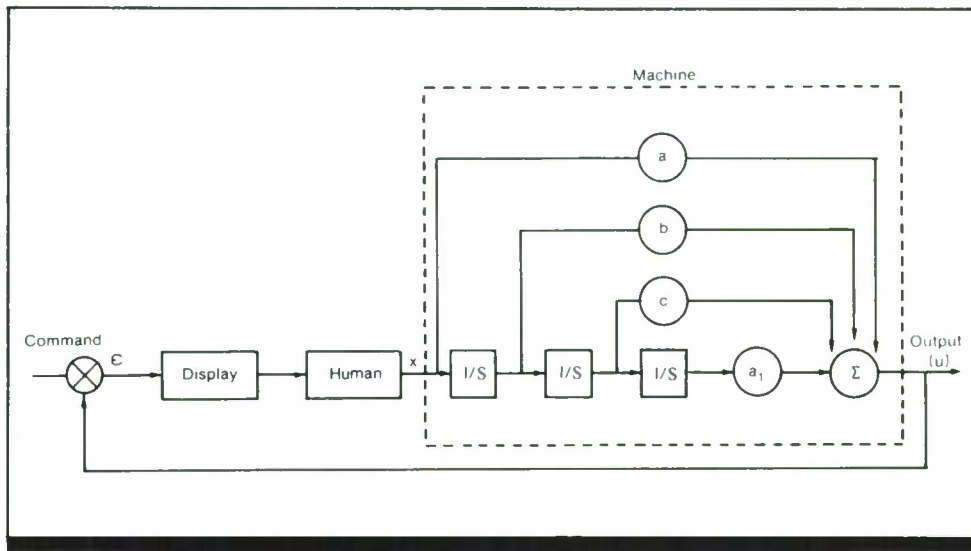 Machine
a
b
c
Command
Є
Display
Human
x
I/S
I/S
I/S
a₁
Σ
Output
(u)